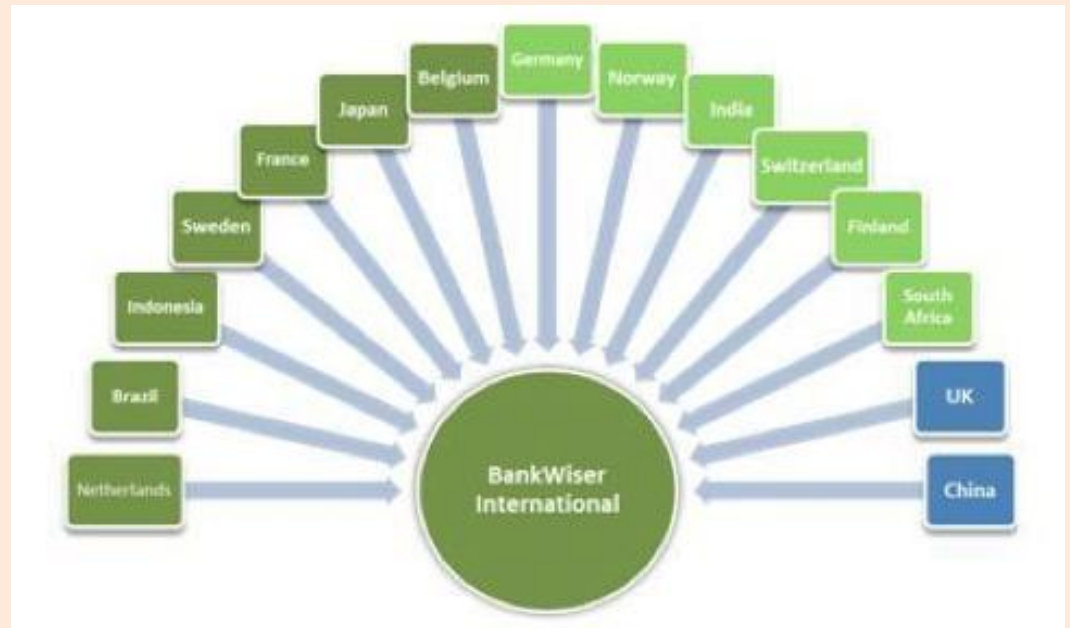 Germany
Belgium
Norway
Japan
India
France
Switzerland
Sweden
Finland
Indonesia
South
Africa
Brazil
UK
Netherlands
China
BankWiser
International